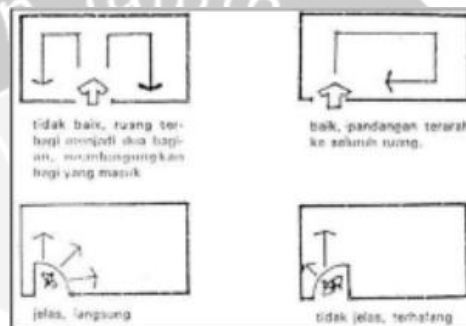 tidak baik, ruang ter-
bagi menjadi dua bagi-
an, membingungkan
bagi yang masuk
baik, pandangan terarah
ke seluruh ruang.
jelas, langsung
tidak jelas, terhalang